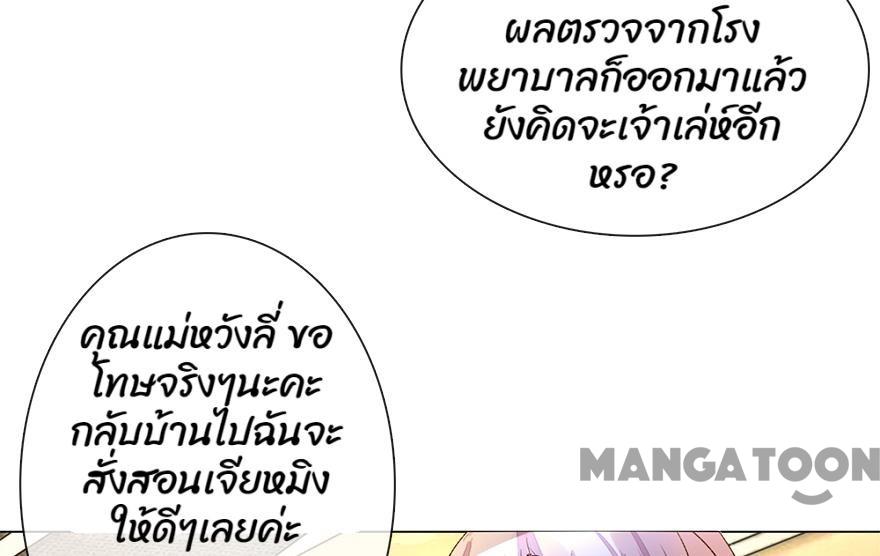 ผลตรวจจากโรง
พยาบาลก็ออกมาแล้ว
ยังคิดจะเจ้าเล่ห์อีก
หรอ?
คุณแม่หวังลี่ ขอ
โทษจริงๆนะคะ
กลับบ้านไปฉันจะ
สั่งสอนเจียหมิง
ให้ดีๆเลยค่ะ
MANGATOON